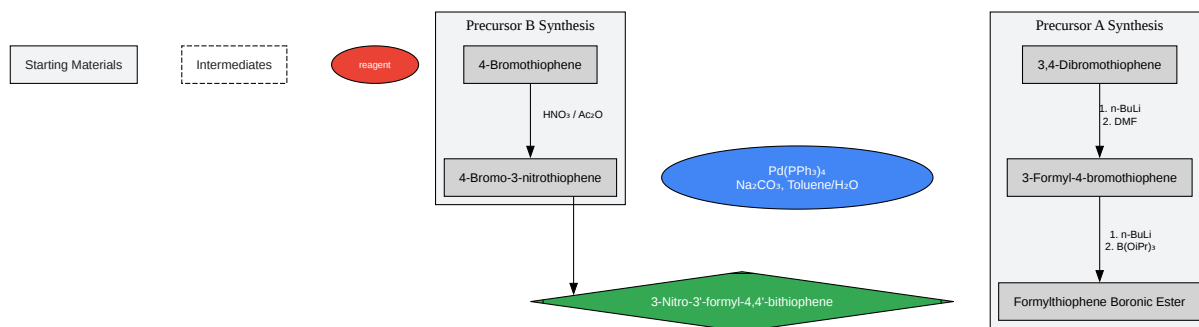 Precursor B Synthesis
Precursor A Synthesis
Starting Materials
Intermediates
reagent
4-Bromothiophene
3,4-Dibromothiophene
HNO₃ / Ac₂O
1. n-BuLi
2. DMF
4-Bromo-3-nitrothiophene
Pd(PPh₃)₄
Na₂CO₃, Toluene/H₂O
3-Formyl-4-bromothiophene
1. n-BuLi
2. B(OiPr)₃
3-Nitro-3'-formyl-4,4'-bithiophene
Formylthiophene Boronic Ester